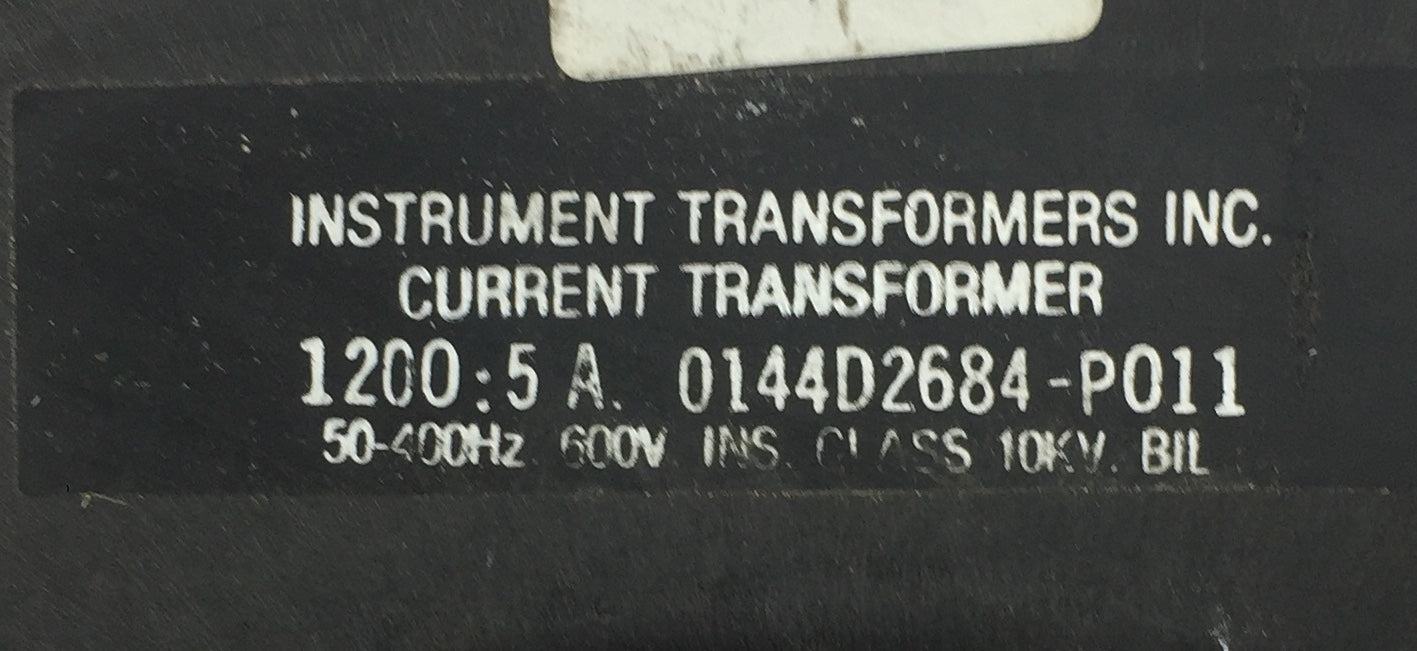 INSTRUMENT TRANSFORMERS INC.
CURRENT TRANSFORMER
1200:5 A. 0144D2684-P011
50-400Hz 600V INS. CLASS 10KV. BIL